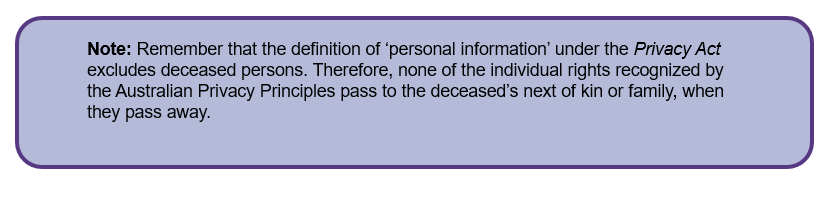 Note: Remember that the definition of ‘personal information’ under the Privacy Act
excludes deceased persons. Therefore, none of the individual rights recognized by
the Australian Privacy Principles pass to the deceased’s next of kin or family, when
they pass away.